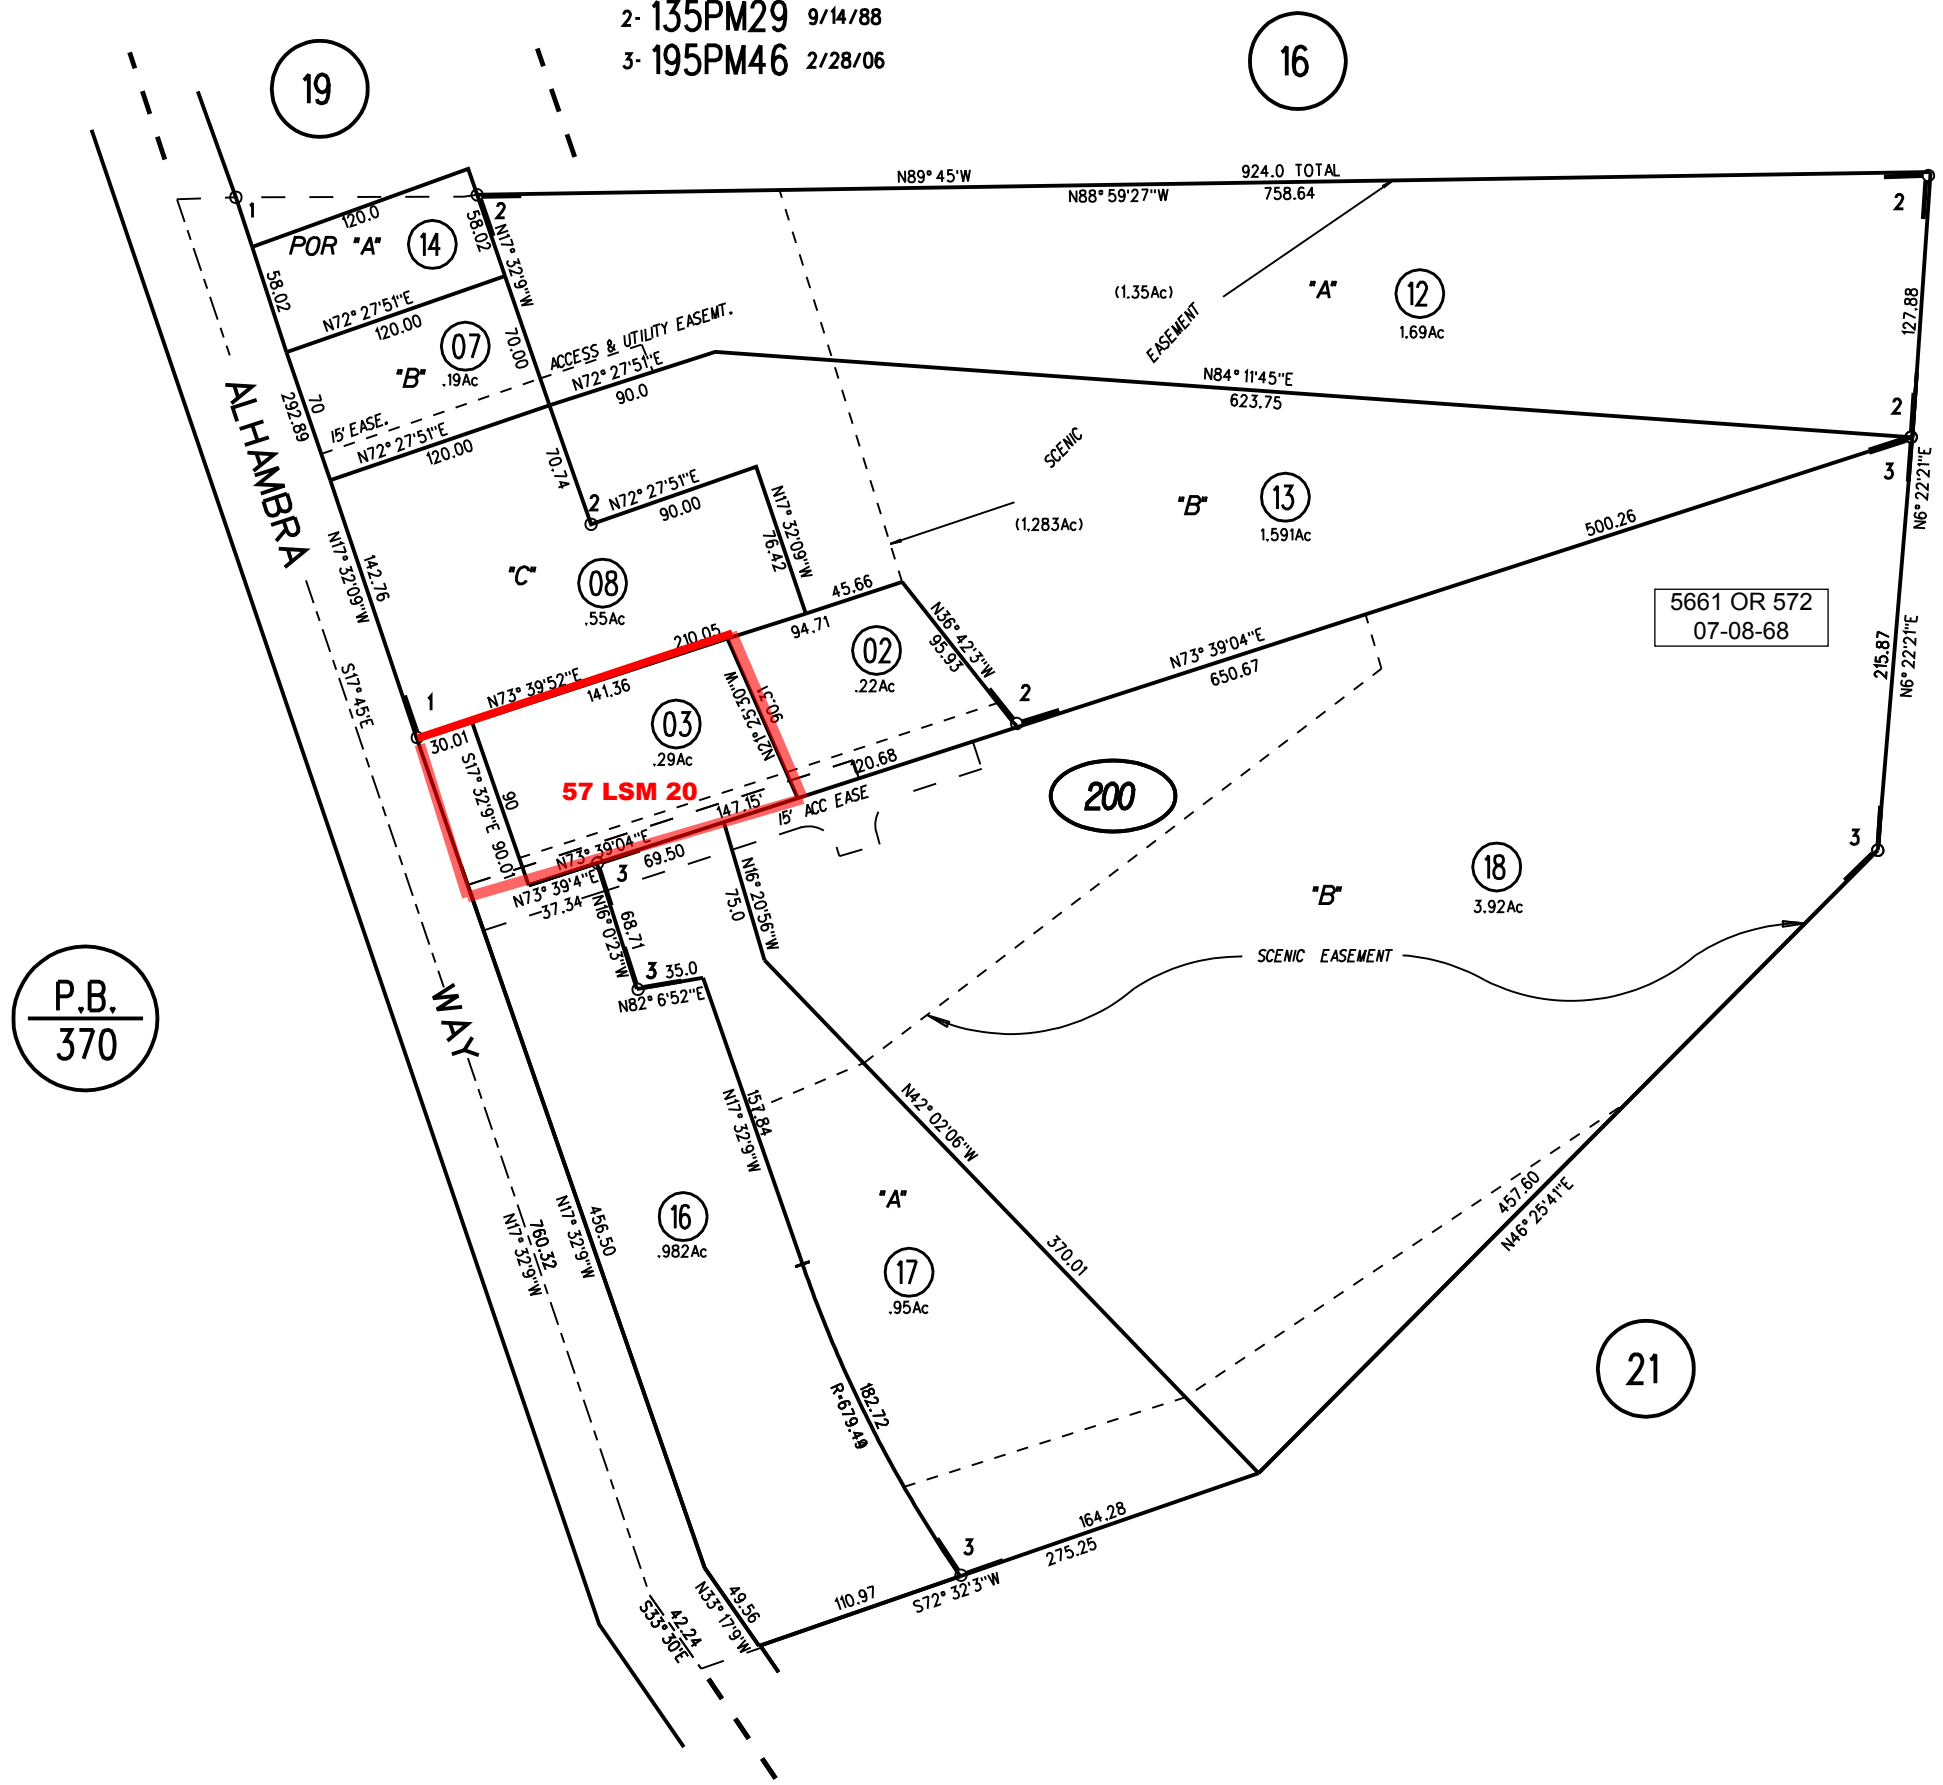 2- 135PM29 9/14/88
3- 195PM46 2/28/06
19
16
N89°45'W
924.0 TOTAL
N88°59'27"W
758.64
1
2
2
120.0
58.02
N17°32'9"W
POR "A"
14
58.02
(1.35Ac)
"A"
12
1.69Ac
127.88
EASEMENT
N72°27'51"E
120.00
07
.19Ac
"B"
70.00
ACCESS & UTILITY EASEMT.
N72°27'51"E
90.0
N84°11'45"E
623.75
2
3
70
292.89
15' EASE.
N72°27'51"E
120.00
70.74
SCENIC
N6°22'21"E
ALHAMBRA
2
N72°27'51"E
90.00
N17°32'09"W
76.42
"B"
13
1.591Ac
(1.283Ac)
500.26
142.76
N17°32'09"W
"C"
08
.55Ac
45.66
94.71
N36°42'3"W
95.93
02
.22Ac
5661 OR 572
07-08-68
215.87
N6°22'21"E
N73°39'04"E
650.67
S17°45'E
1
210.05
N73°39'52"E
141.36
30.01
03
.29Ac
N21°25'30"W
90.31
2
57 LSM 20
S17°32'9"E
90
90.01
120.68
147.15'
15' ACC EASE
200
N73°39'04"E
69.50
N73°39'4"E
37.34
3
N16°20'56"W
75.0
3
18
3.92Ac
"B"
N16°0'23"W
68.71
SCENIC EASEMENT
3
35.0
N82°6'52"E
WAY
P.B.
370
157.84
N17°32'9"W
N42°02'06"W
370.01
457.60
N46°25'41"E
"A"
16
.982Ac
17
.95Ac
456.50
N17°32'9"W
760.32
N17°32'9"W
21
182.72
R=679.49
3
164.28
275.25
110.97
S72°32'3"W
49.56
N33°17'9"W
42.24
S33°30'E